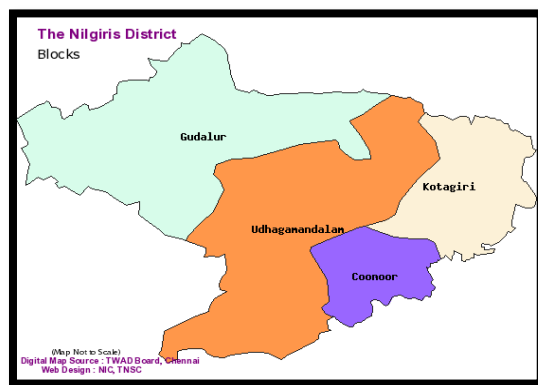 The Nilgiris District
Blocks
Gudalur
Kotagiri
Udhagamandalam
Coonoor
(Map Not to Scale)
Digital Map Source : TWAD Board, Chennai
Web Design : NIC, TNSC